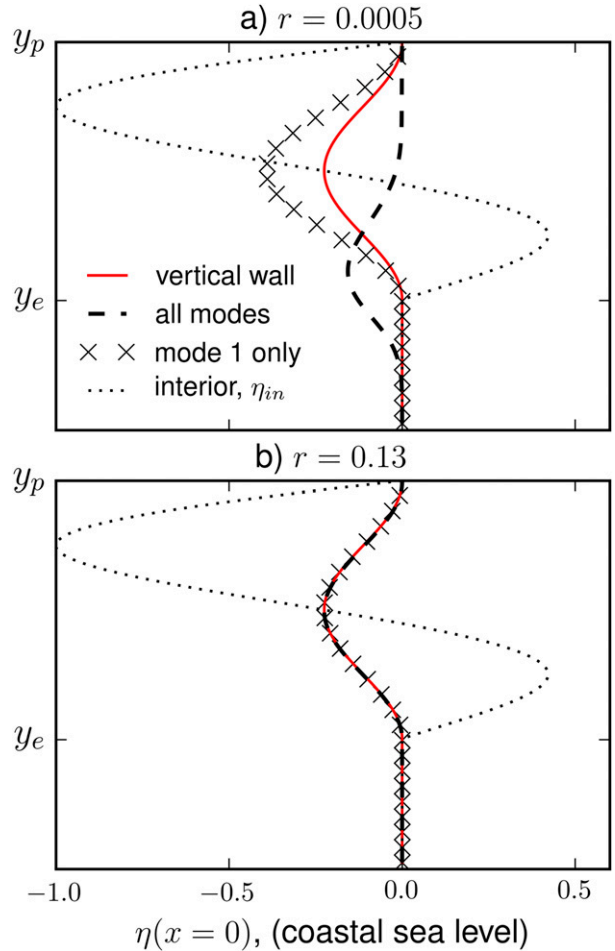 a) r = 0.0005
y_p
vertical wall
y_e
all modes
mode 1 only
interior, η_in
b) r = 0.13
y_p
y_e
−1.0 −0.5 0.0 0.5
η(x = 0), (coastal sea level)